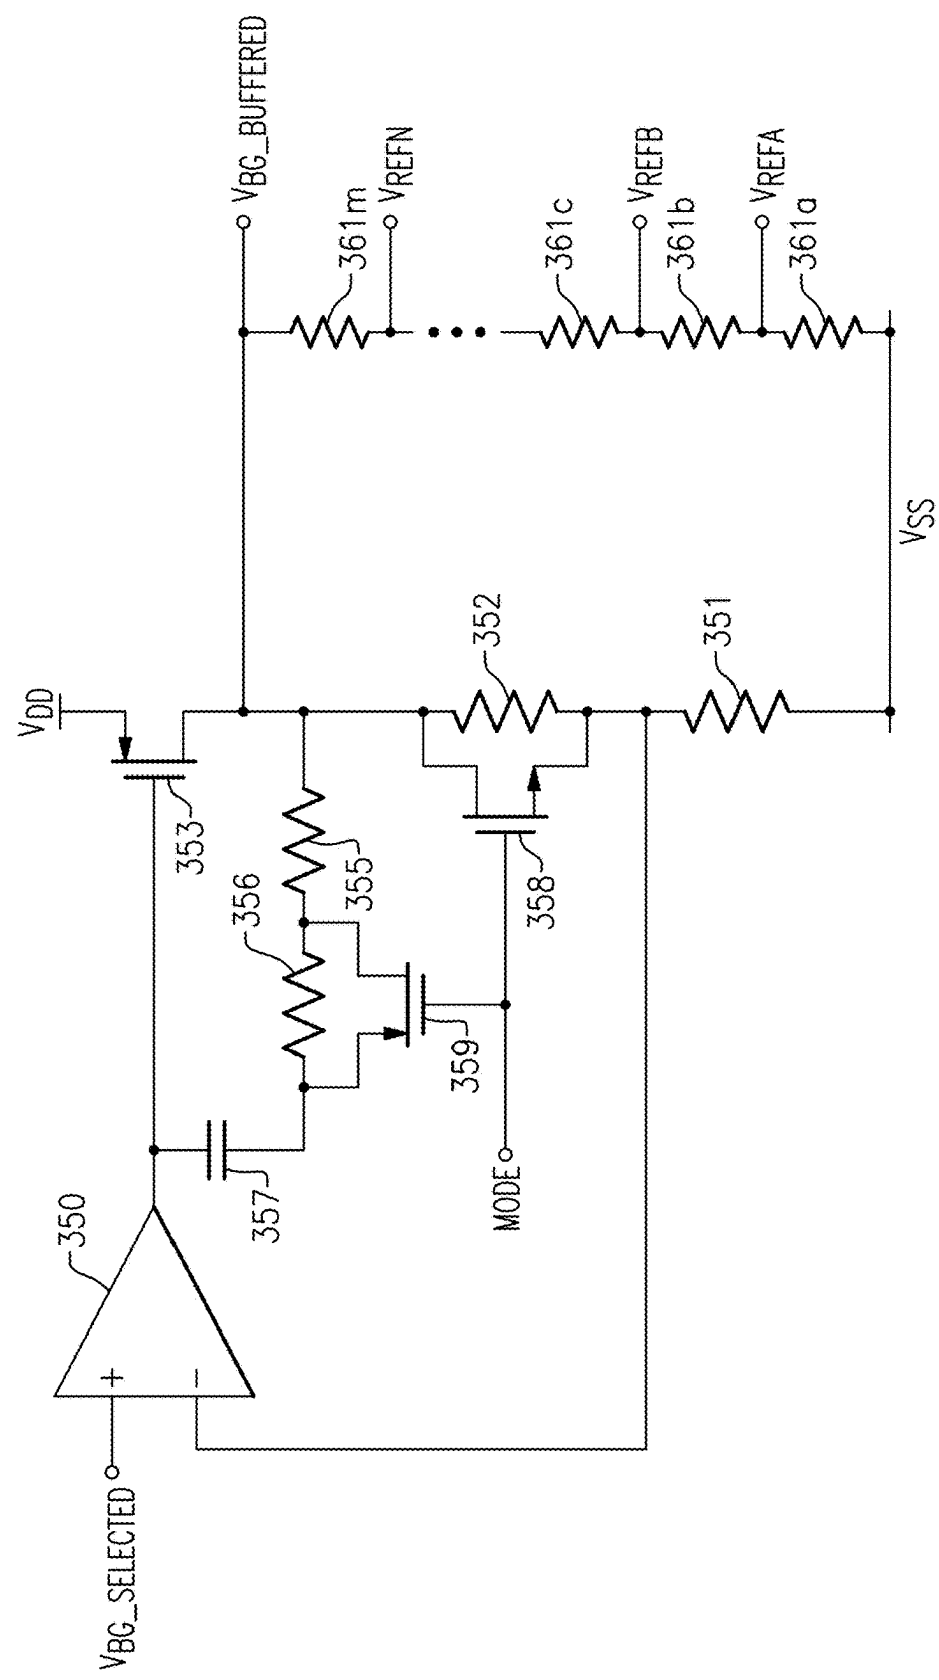 VBG_SELECTED
+
−
350
VDD
353
357
356
355
359
358
MODE
352
351
VSS
VBG_BUFFERED
361m
VREFN
361c
VREFB
361b
VREFA
361a